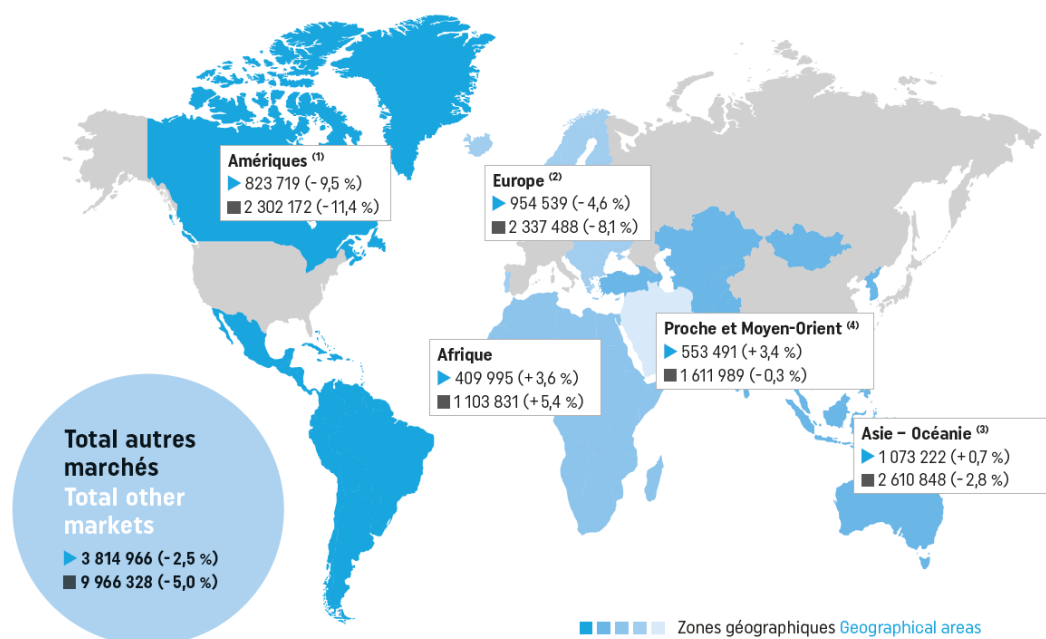 Amériques (1)
823 719 (- 9,5 %)
2 302 172 (-11,4 %)
Europe (2)
954 539 (- 4,6 %)
2 337 488 (-8,1 %)
Proche et Moyen-Orient (4)
553 491 (+3,4 %)
1 611 989 (-0,3 %)
Afrique
409 995 (+3,6 %)
1 103 831 (+5,4 %)
Asie – Océanie (3)
1 073 222 (+0,7 %)
2 610 848 (-2,8 %)
Total autres
marchés
Total other
markets
3 814 966 (-2,5 %)
9 966 328 (-5,0 %)
Zones géographiques Geographical areas